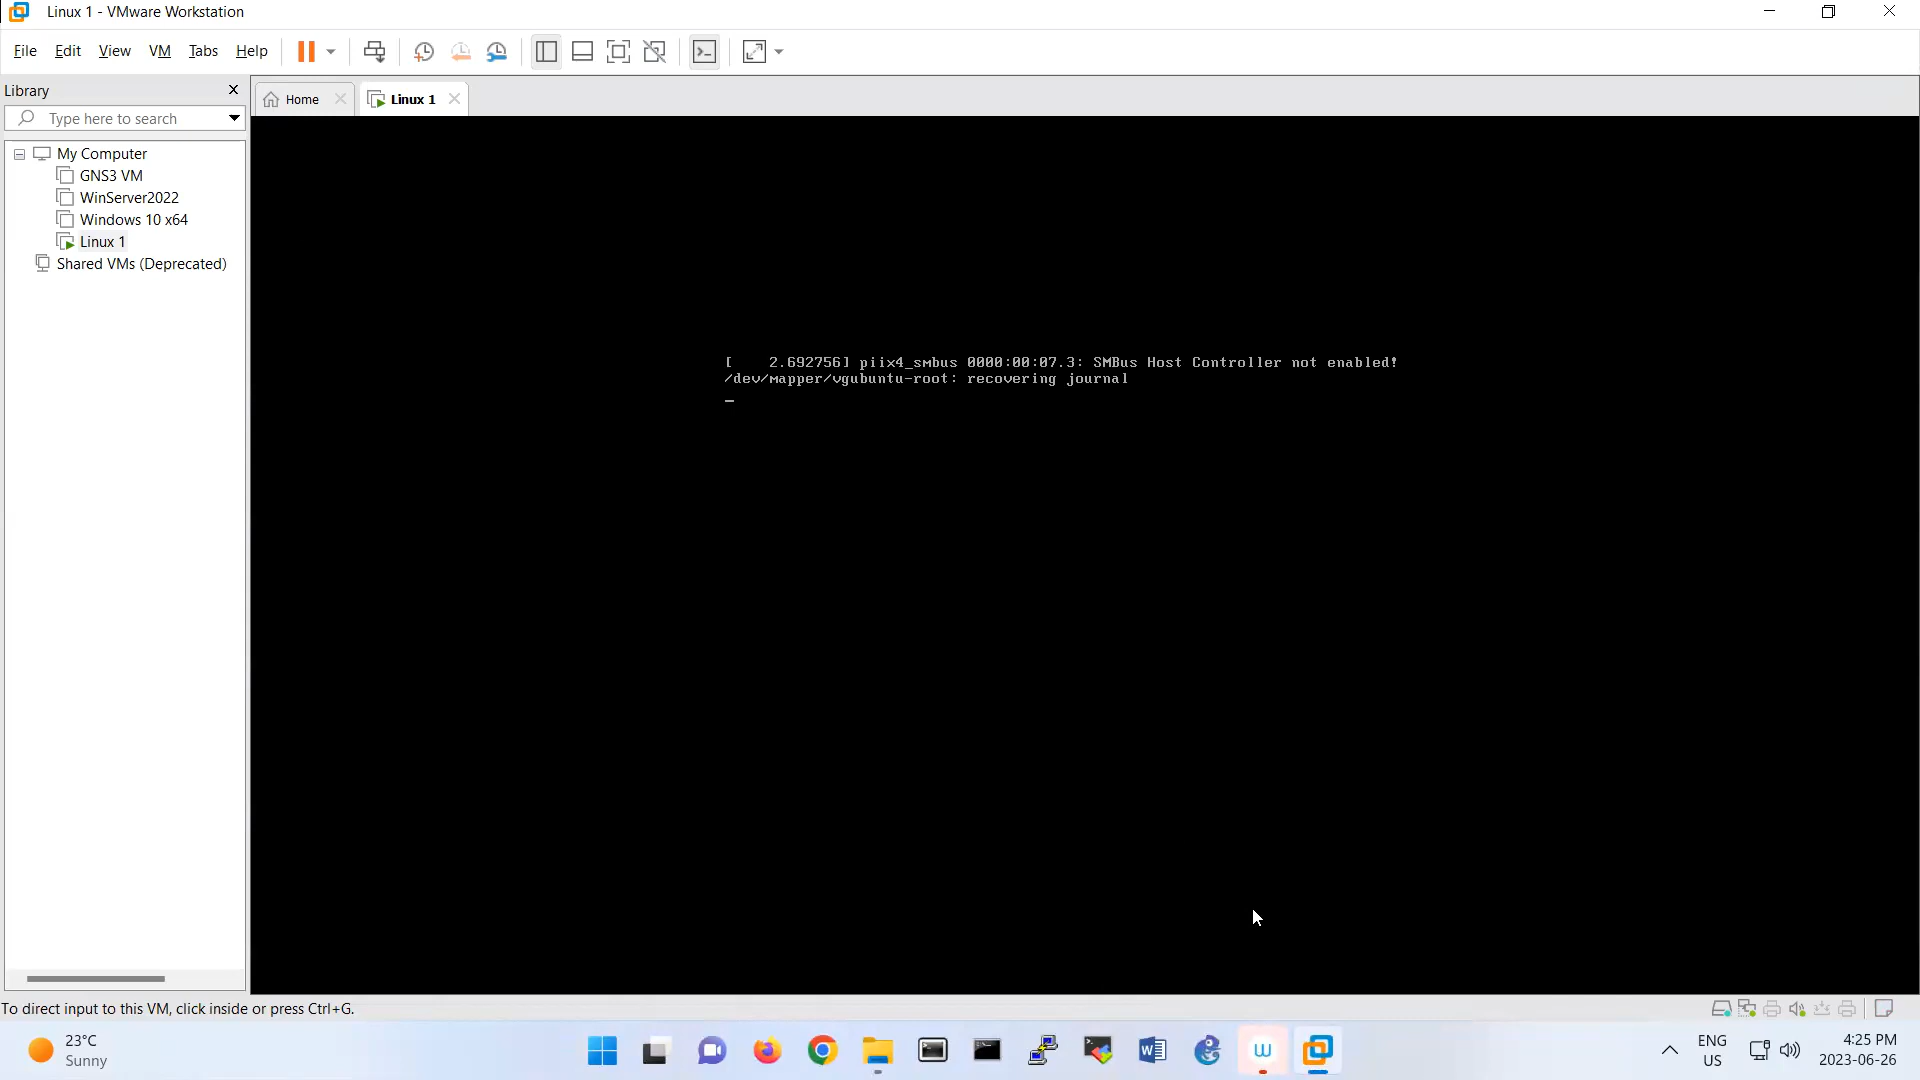 Linux 1 - VMware Workstation
File Edit View VM Tabs Help
Library
Type here to search
My Computer
GNS3 VM
WinServer2022
Windows 10 x64
Linux 1
Shared VMs (Deprecated)
Home
Linux 1
[    2.692756] piix4_smbus 0000:00:07.3: SMBus Host Controller not enabled!
/dev/mapper/vgubuntu-root: recovering journal
_
To direct input to this VM, click inside or press Ctrl+G.
23°C
Sunny
ENG
US
4:25 PM
2023-06-26